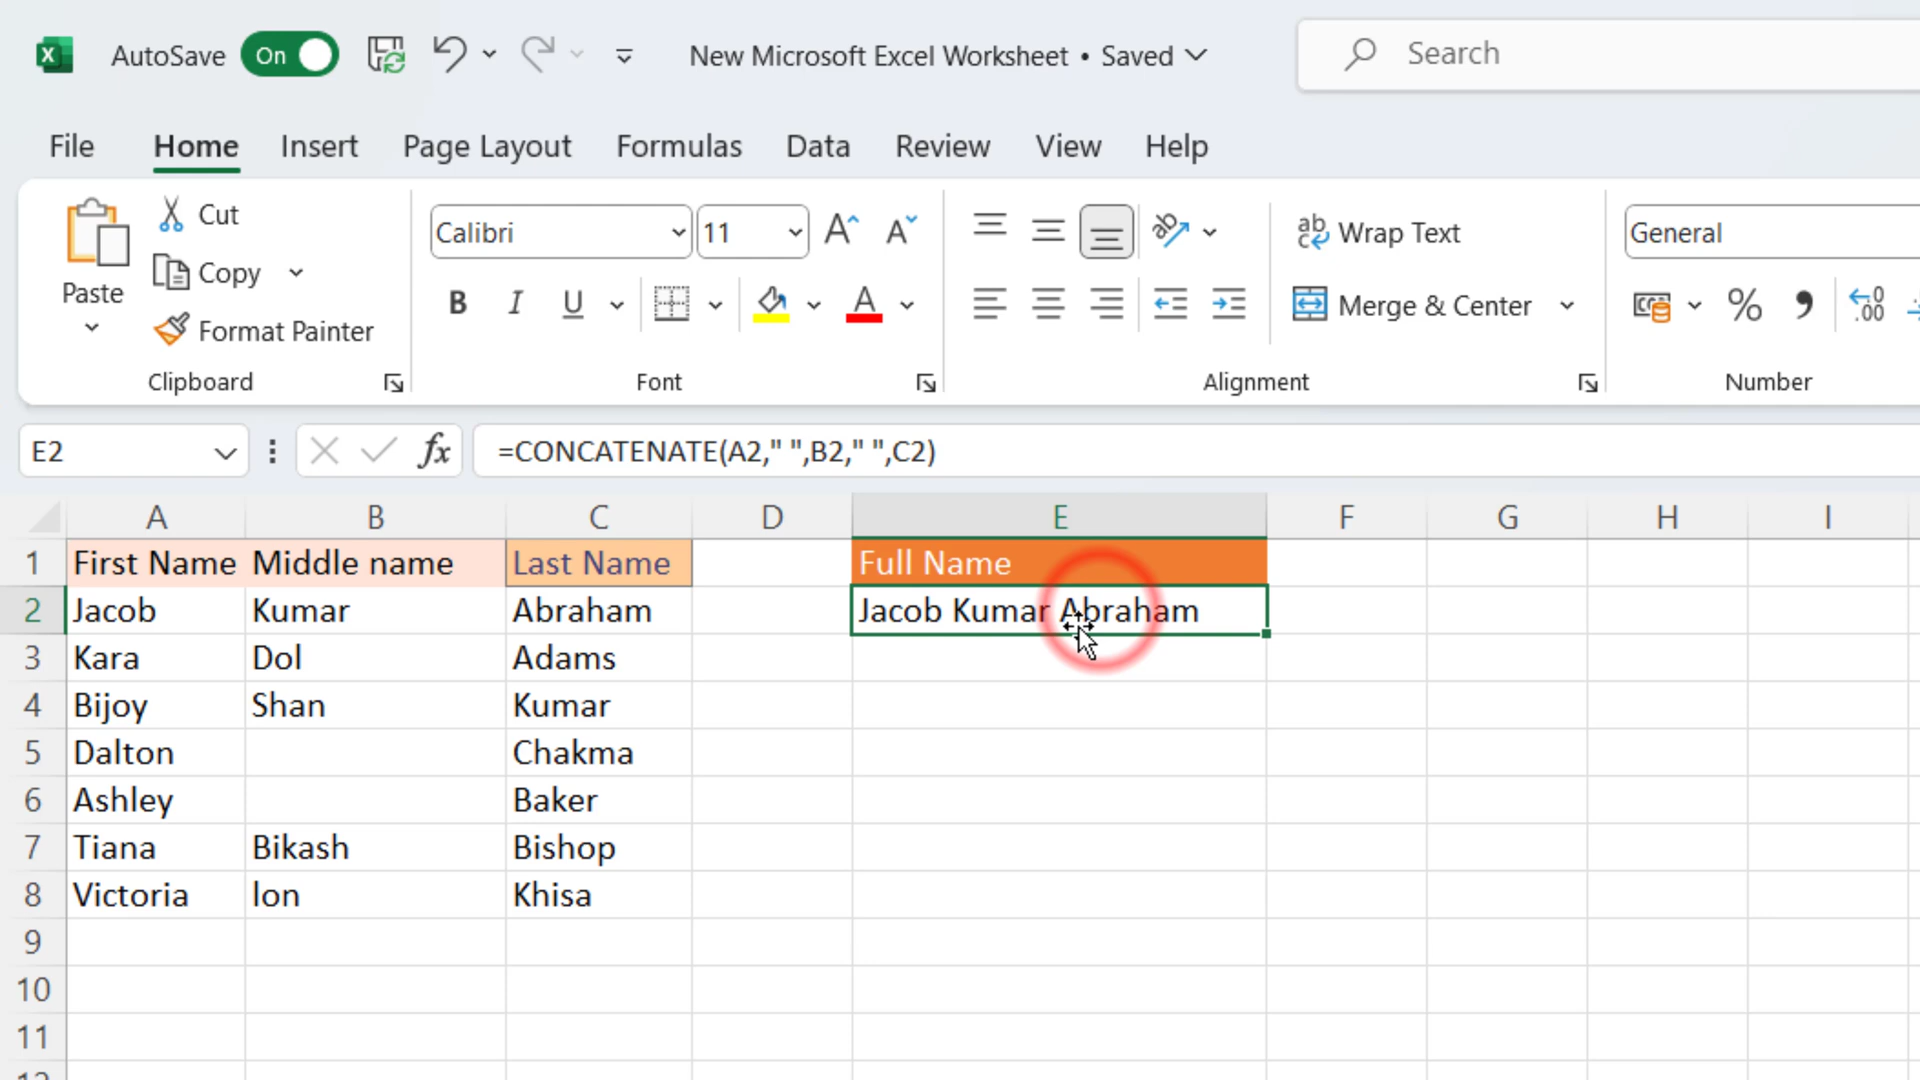 AutoSave On New Microsoft Excel Worksheet • Saved Search
File Home Insert Page Layout Formulas Data Review View Help
Paste Cut Copy Format Painter
Clipboard
Calibri 11
B I U
Font
Wrap Text
Merge & Center
Alignment
General
% .00
Number
E2 fx =CONCATENATE(A2," ",B2," ",C2)
A B C D E F G H I
1 First Name Middle name Last Name Full Name
2 Jacob Kumar Abraham Jacob Kumar Abraham
3 Kara Dol Adams
4 Bijoy Shan Kumar
5 Dalton Chakma
6 Ashley Baker
7 Tiana Bikash Bishop
8 Victoria lon Khisa
9
10
11